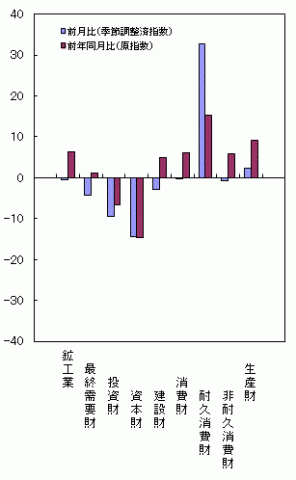 前月比(季節調整済指数)
前年同月比(原指数)
40
30
20
10
0
−10
−20
−30
−40
鉱工業
最終需要財
投資財
資本財
建設財
消費財
耐久消費財
非耐久消費財
生産財